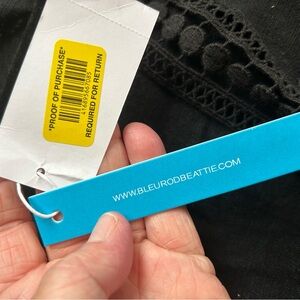 *PROOF OF PURCHASE*
REQUIRED FOR RETURN
WWW.BLEURODBEATTIE.COM